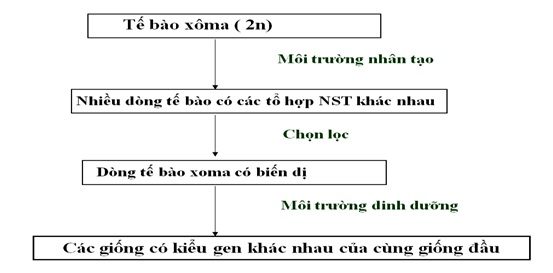 Tế bào xôma ( 2n)
Môi trường nhân tạo
Nhiều dòng tế bào có các tổ hợp NST khác nhau
Chọn lọc
Dòng tế bào xoma có biến dị
Môi trường dinh dưỡng
Các giống có kiểu gen khác nhau của cùng giống đầu